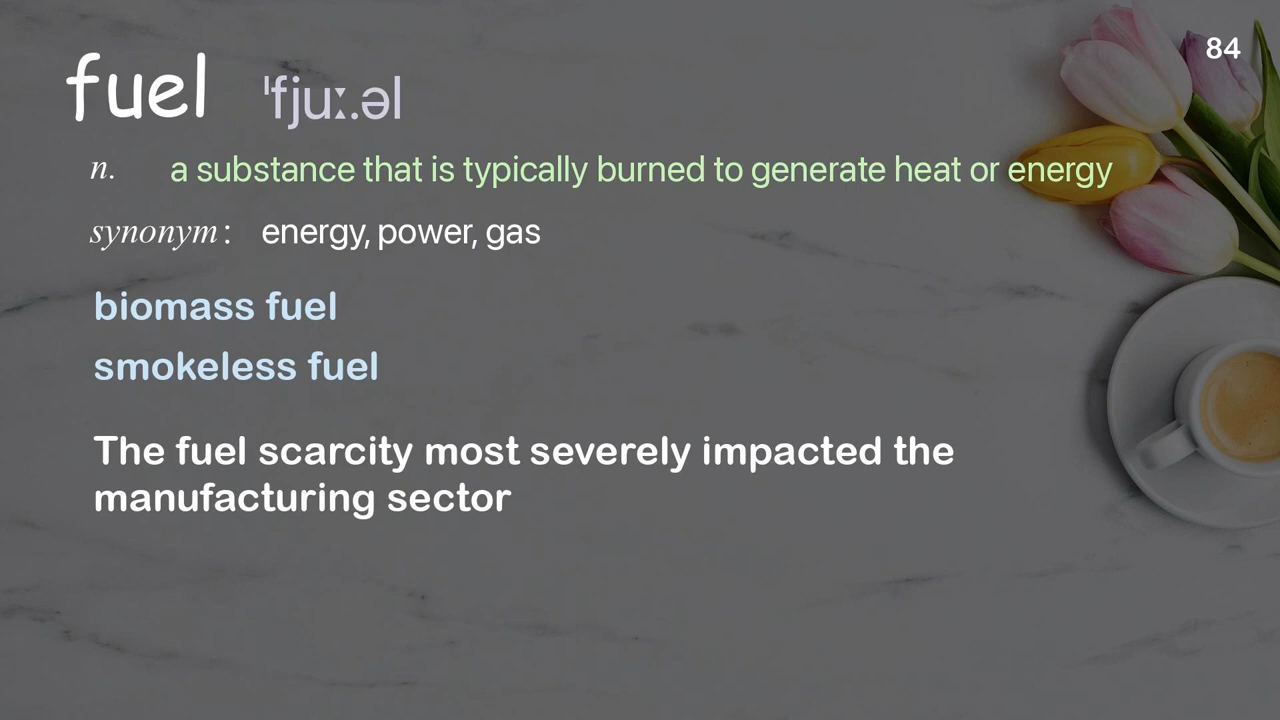 84
fuel ˈfjuː.əl
n. a substance that is typically burned to generate heat or energy
synonym : energy, power, gas
biomass fuel
smokeless fuel
The fuel scarcity most severely impacted the
manufacturing sector